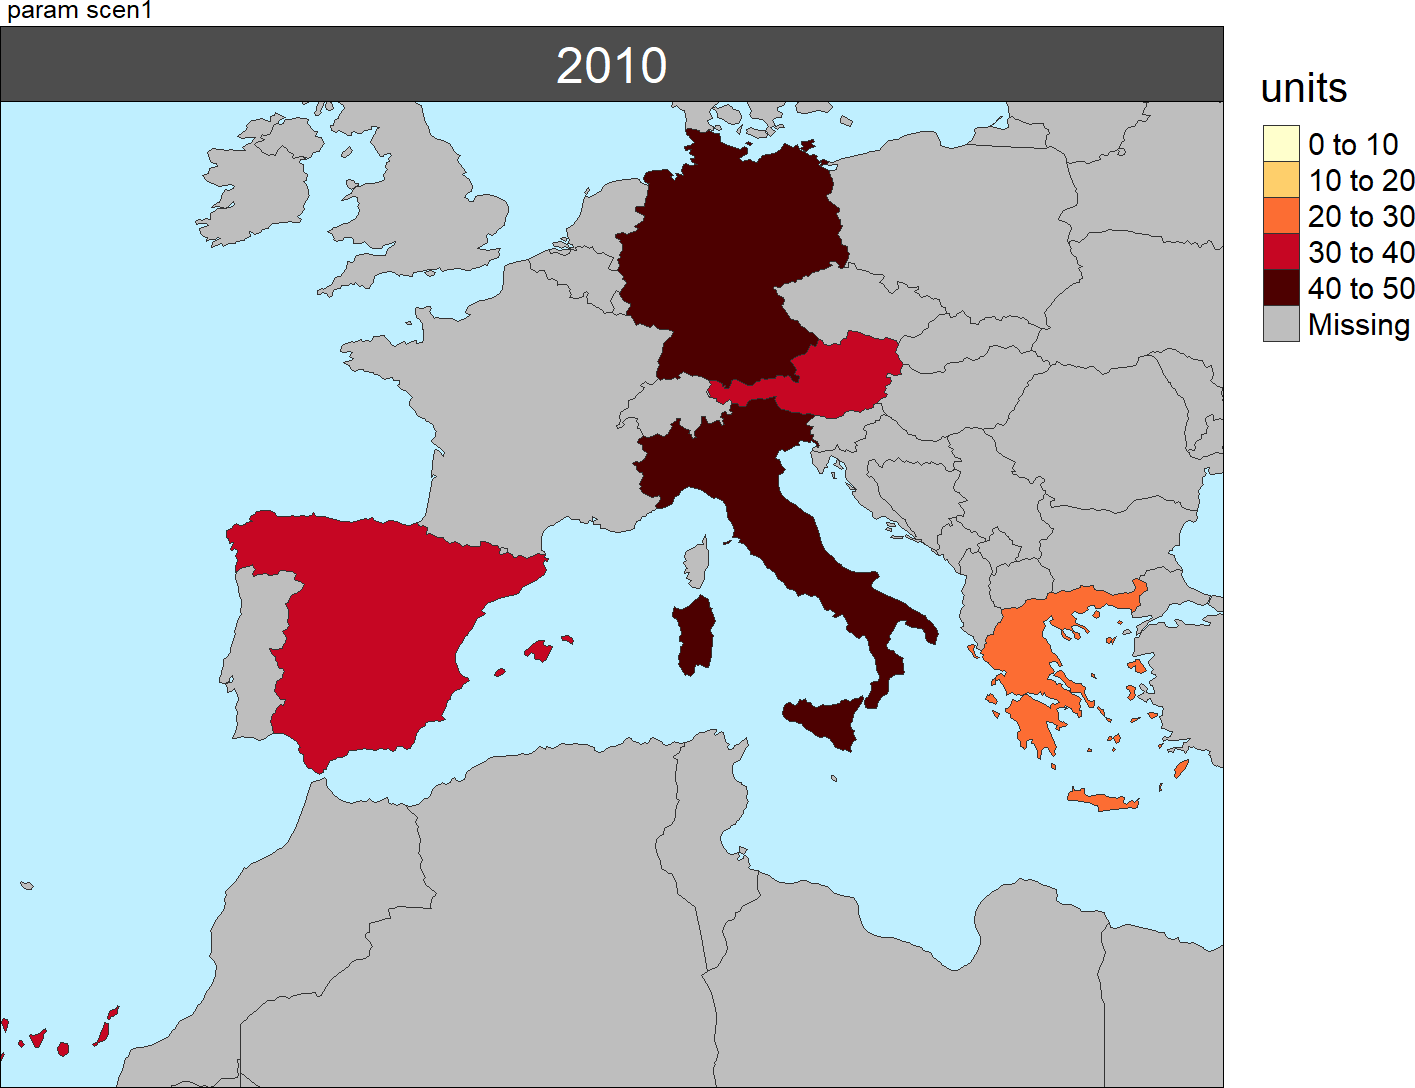 param scen1
2010
units
0 to 10
10 to 20
20 to 30
30 to 40
40 to 50
Missing